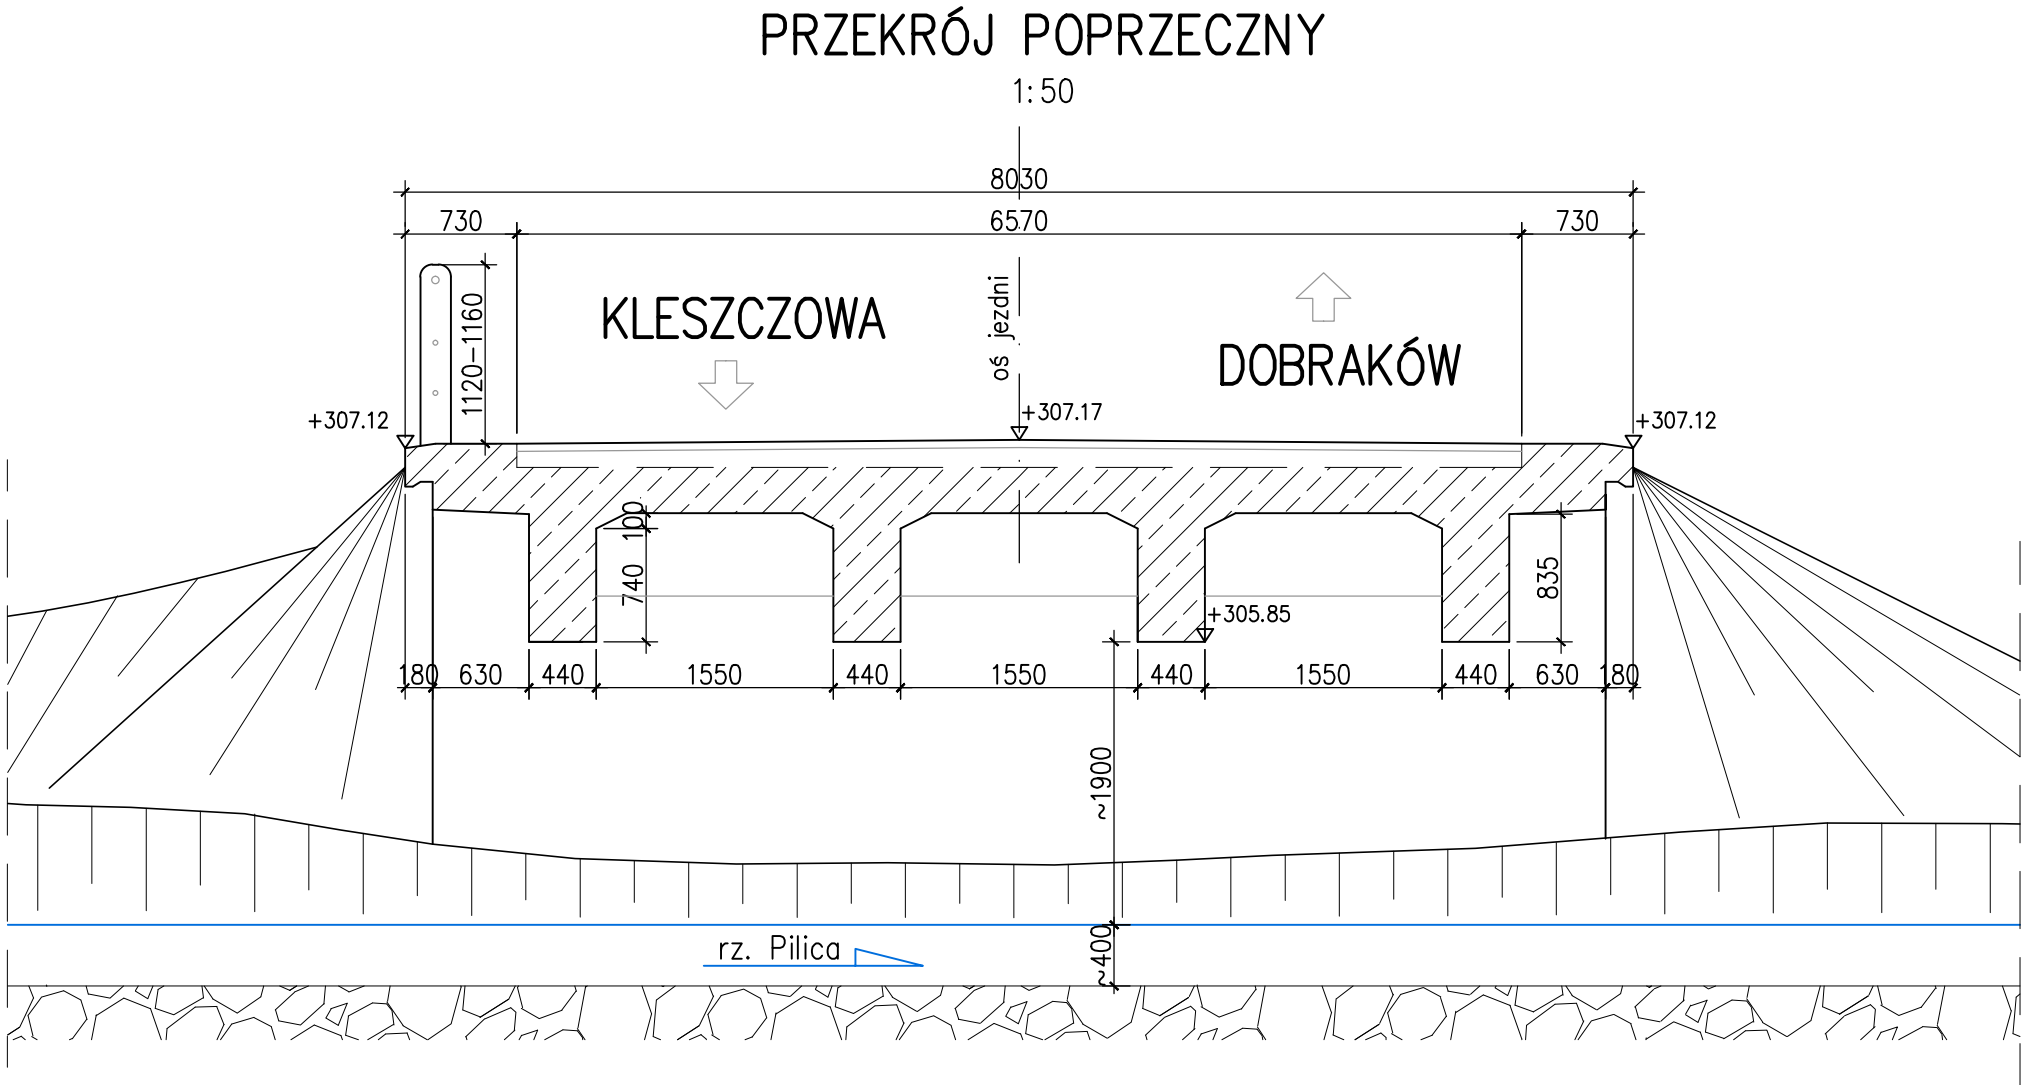 PRZEKRÓJ POPRZECZNY
1:50
8030
730 6570 730
1120-1160
KLESZCZOWA
oś jezdni
DOBRAKÓW
+307.12
+307.17
+307.12
100
740
835
+305.85
180 630 440 1550 440 1550 440 1550 440 630 180
~1900
~400
rz. Pilica